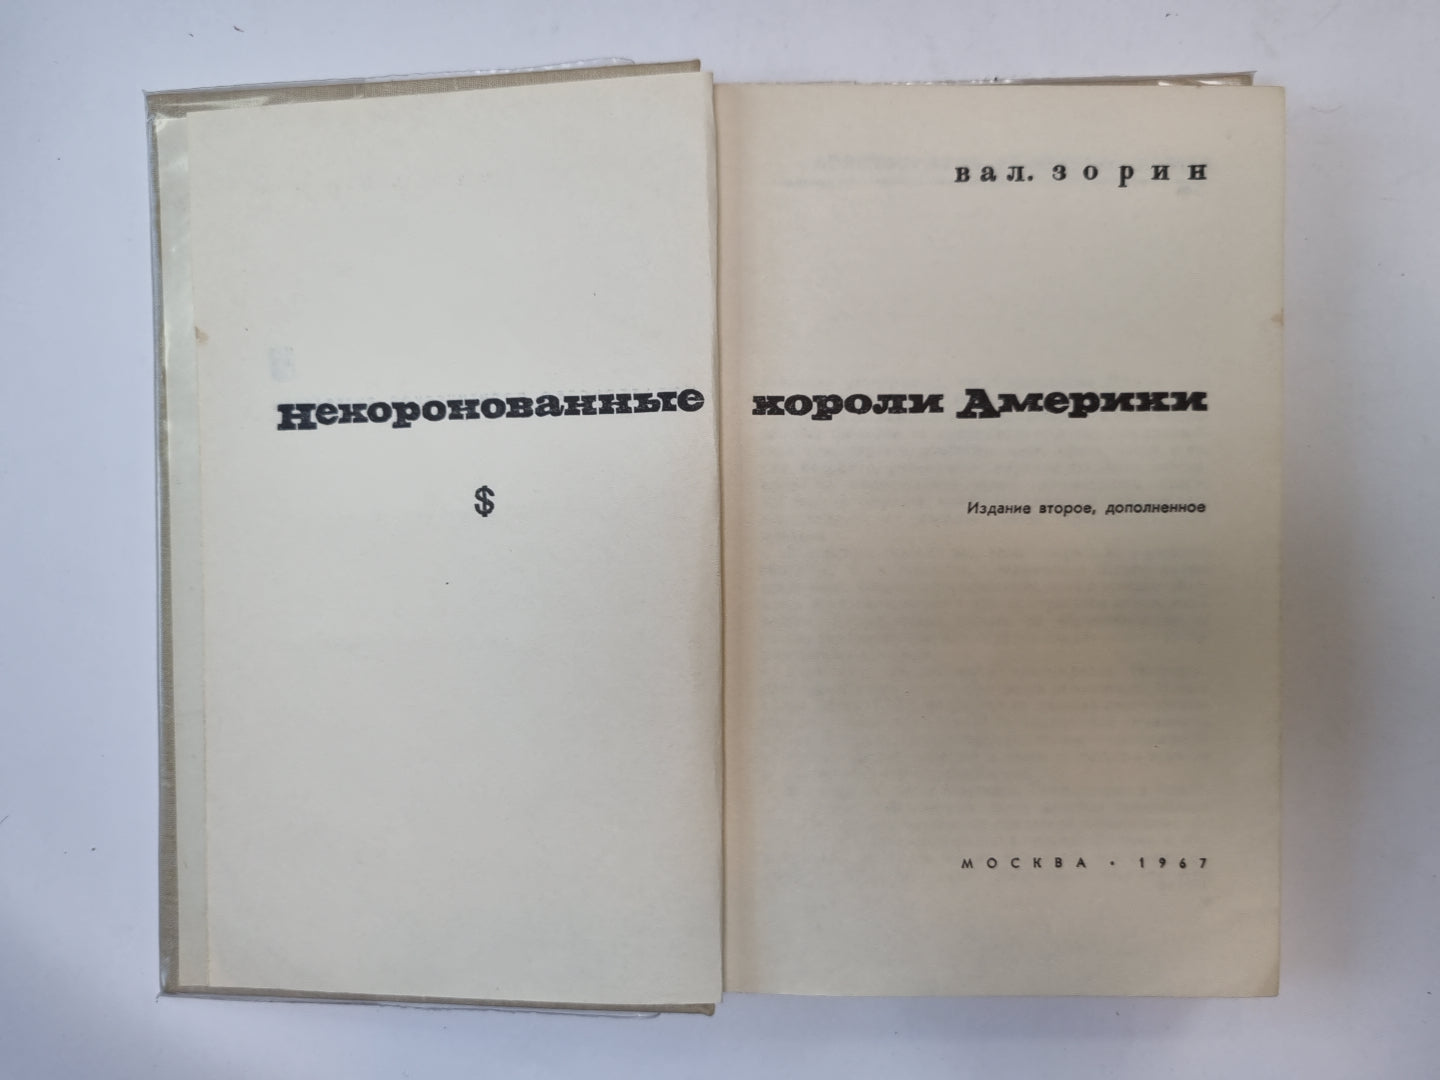 вал. зорин
Некоронованные короли Америки
$
Издание второе, дополненное
МОСКВА • 1967